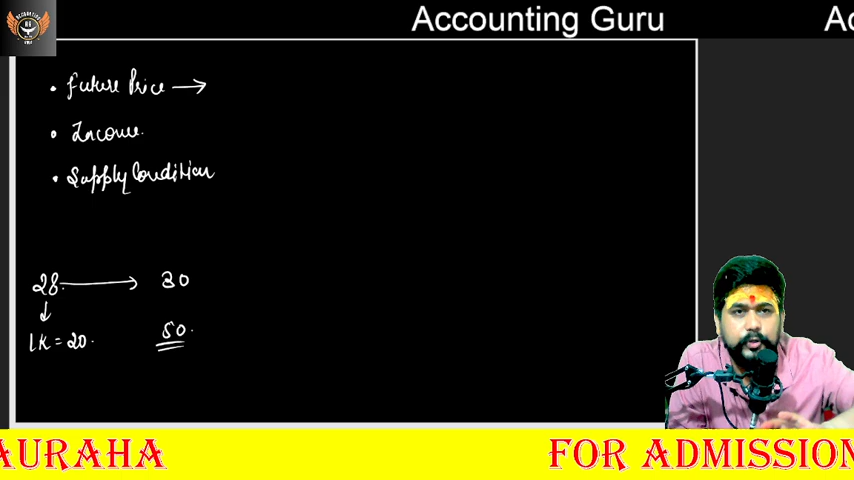 Accounting Guru
Ac
• Future Price →
• Income.
• Supply Condition
28. → 30
↓
1K = 20. 50.
AURAHA FOR ADMISSION